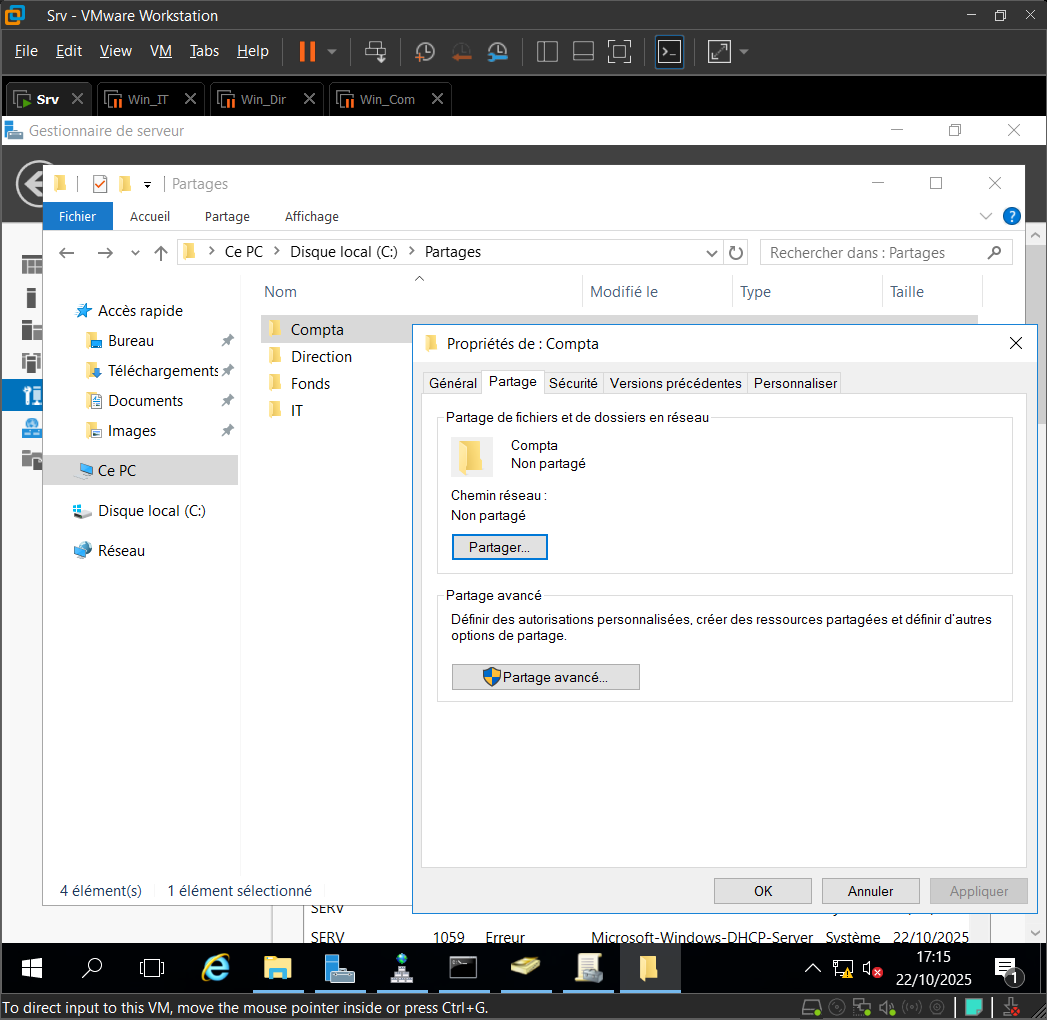 Srv - VMware Workstation
File Edit View VM Tabs Help
Srv Win_IT Win_Dir Win_Com
Gestionnaire de serveur
Partages
Fichier Accueil Partage Affichage
Ce PC Disque local (C:) Partages
Rechercher dans : Partages
Nom Modifié le Type Taille
Accès rapide
Bureau
Téléchargements
Documents
Images
Ce PC
Disque local (C:)
Réseau
Compta
Direction
Fonds
IT
Propriétés de : Compta
Général Partage Sécurité Versions précédentes Personnaliser
Partage de fichiers et de dossiers en réseau
Compta
Non partagé
Chemin réseau :
Non partagé
Partager...
Partage avancé
Définir des autorisations personnalisées, créer des ressources partagées et définir d'autres
options de partage.
Partage avancé...
OK Annuler Appliquer
4 élément(s) 1 élément sélectionné
SERV
SERV 1059 Erreur Microsoft-Windows-DHCP-Server Système 22/10/2025
17:15
22/10/2025
1
To direct input to this VM, move the mouse pointer inside or press Ctrl+G.